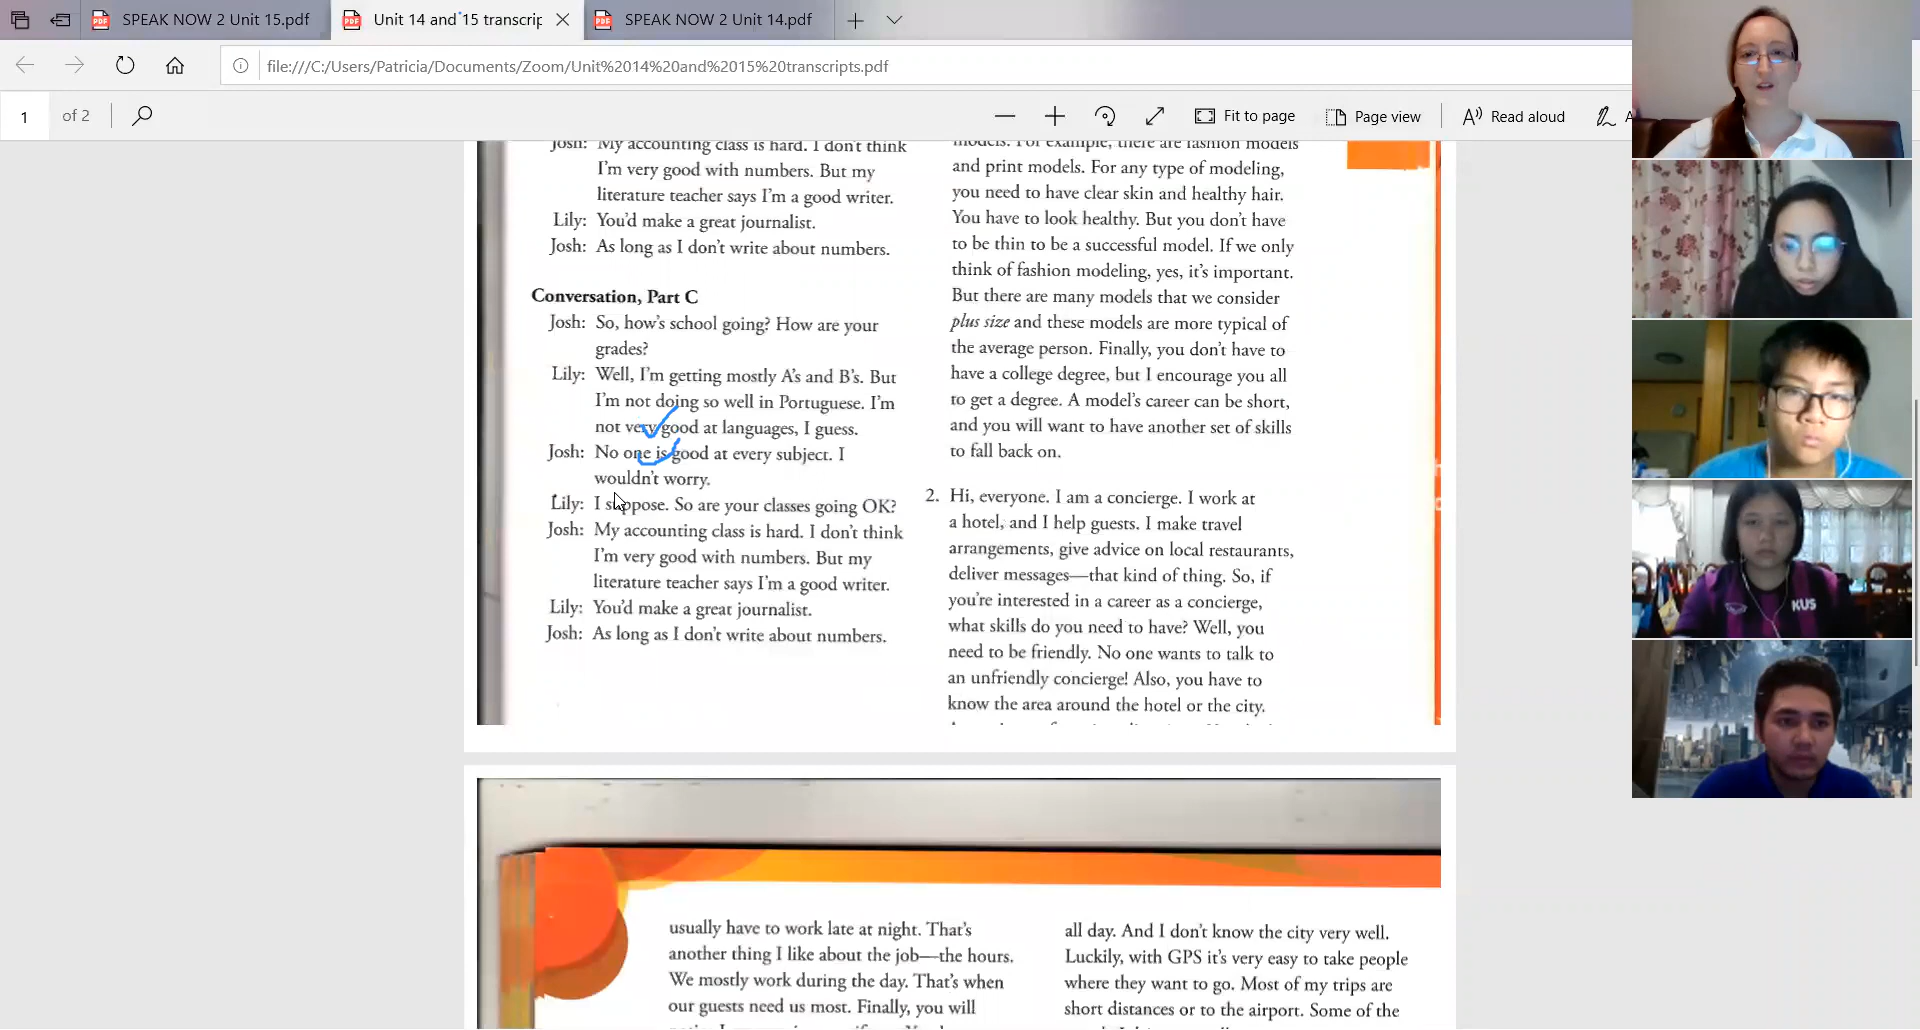 SPEAK NOW 2 Unit 15.pdf
Unit 14 and 15 transcrip
SPEAK NOW 2 Unit 14.pdf
file:///C:/Users/Patricia/Documents/Zoom/Unit%2014%20and%2015%20transcripts.pdf
1 of 2
Fit to page
Page view
Read aloud
Josh: My accounting class is hard. I don't think
I'm very good with numbers. But my
literature teacher says I'm a good writer.
Lily: You'd make a great journalist.
Josh: As long as I don't write about numbers.
Conversation, Part C
Josh: So, how's school going? How are your
grades?
Lily: Well, I'm getting mostly A's and B's. But
I'm not doing so well in Portuguese. I'm
not very good at languages, I guess.
Josh: No one is good at every subject. I
wouldn't worry.
Lily: I suppose. So are your classes going OK?
Josh: My accounting class is hard. I don't think
I'm very good with numbers. But my
literature teacher says I'm a good writer.
Lily: You'd make a great journalist.
Josh: As long as I don't write about numbers.
models. For example, there are fashion models
and print models. For any type of modeling,
you need to have clear skin and healthy hair.
You have to look healthy. But you don't have
to be thin to be a successful model. If we only
think of fashion modeling, yes, it's important.
But there are many models that we consider
plus size and these models are more typical of
the average person. Finally, you don't have to
have a college degree, but I encourage you all
to get a degree. A model's career can be short,
and you will want to have another set of skills
to fall back on.
2. Hi, everyone. I am a concierge. I work at
a hotel, and I help guests. I make travel
arrangements, give advice on local restaurants,
deliver messages—that kind of thing. So, if
you're interested in a career as a concierge,
what skills do you need to have? Well, you
need to be friendly. No one wants to talk to
an unfriendly concierge! Also, you have to
know the area around the hotel or the city.
usually have to work late at night. That's
another thing I like about the job—the hours.
We mostly work during the day. That's when
our guests need us most. Finally, you will
all day. And I don't know the city very well.
Luckily, with GPS it's very easy to take people
where they want to go. Most of my trips are
short distances or to the airport. Some of the
KUS